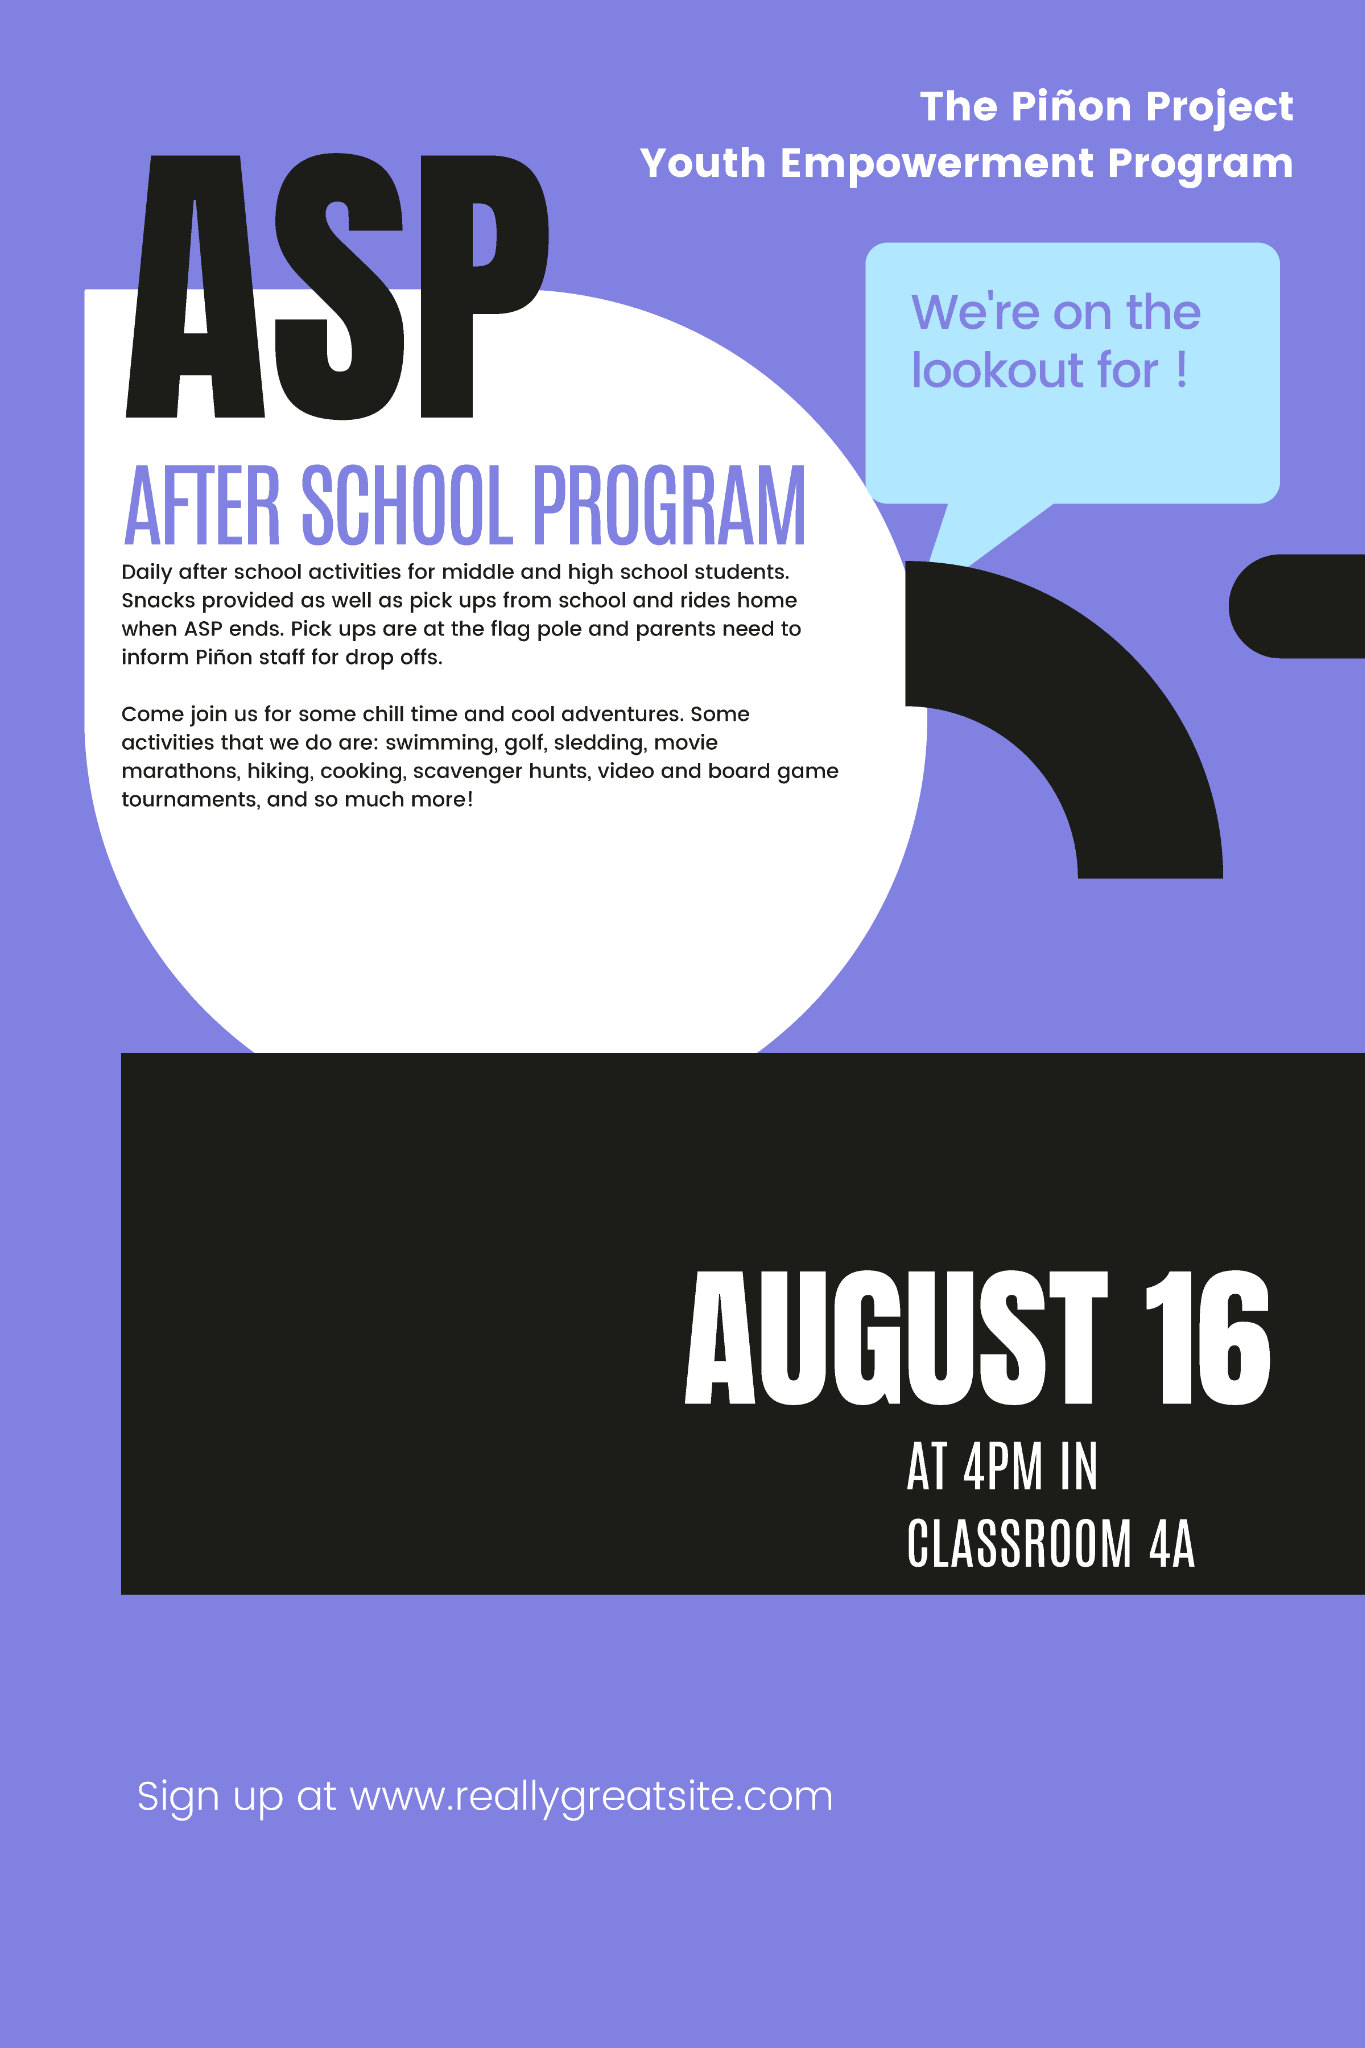 The Piñon Project
Youth Empowerment Program
ASP
We're on the
lookout for !
AFTER SCHOOL PROGRAM
Daily after school activities for middle and high school students.
Snacks provided as well as pick ups from school and rides home
when ASP ends. Pick ups are at the flag pole and parents need to
inform Piñon staff for drop offs.
Come join us for some chill time and cool adventures. Some
activities that we do are: swimming, golf, sledding, movie
marathons, hiking, cooking, scavenger hunts, video and board game
tournaments, and so much more!
AUGUST 16
AT 4PM IN
CLASSROOM 4A
Sign up at www.reallygreatsite.com